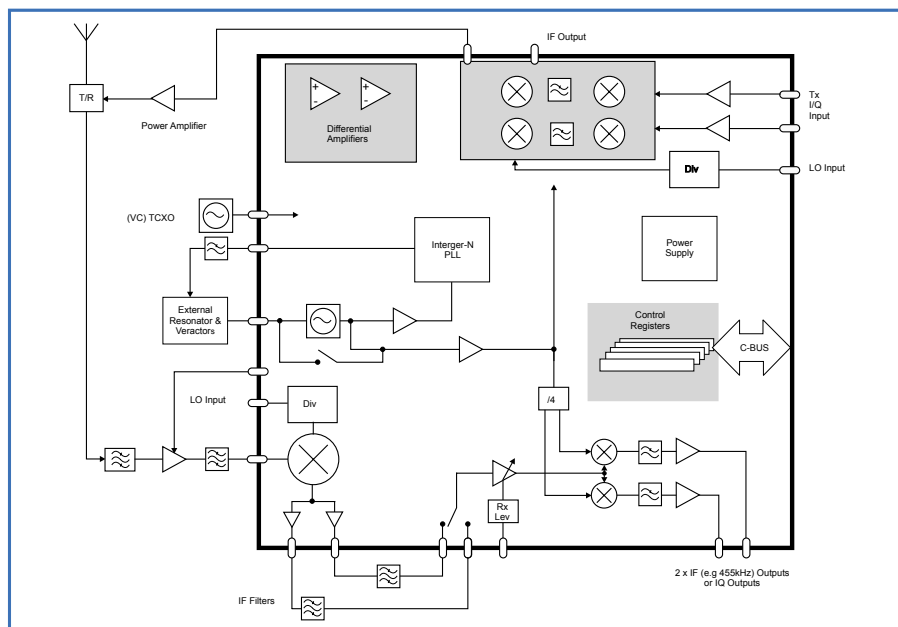 IF Output
T/R
Power Amplifier
+
-
+
-
Differential
Amplifiers
Tx
I/Q
Input
Div
LO Input
(VC) TCXO
Interger-N
PLL
Power
Supply
External
Resonator &
Veractors
Control
Registers
C-BUS
LO Input
Div
/4
Rx
Lev
2 x IF (e.g 455kHz) Outputs
or IQ Outputs
IF Filters